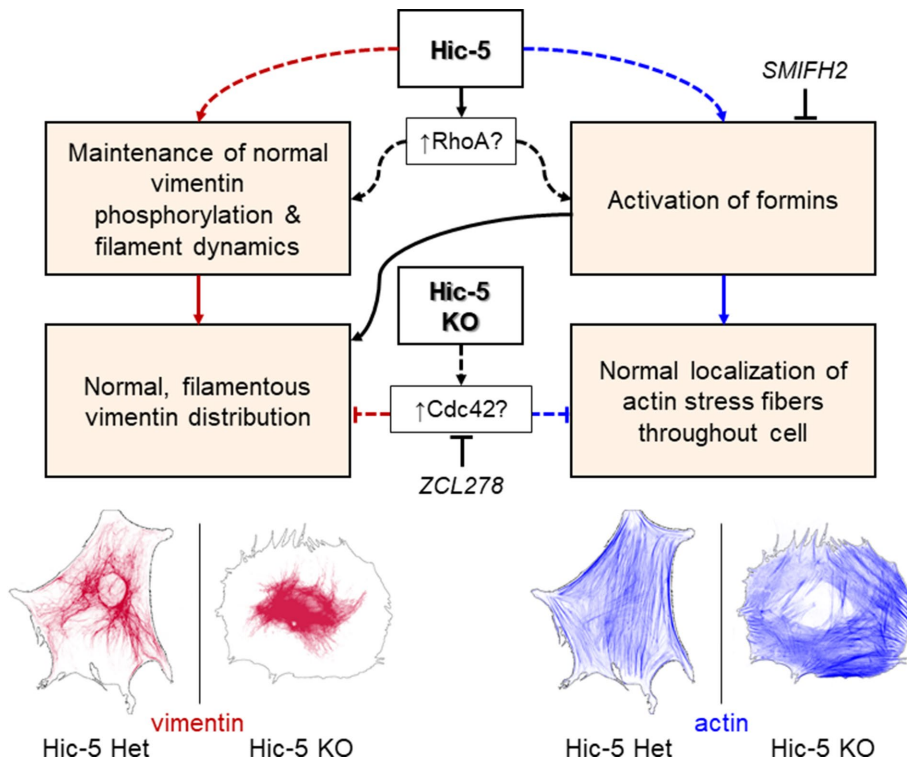 Hic-5
SMIFH2
↑RhoA?
Maintenance of normal
vimentin
phosphorylation &
filament dynamics
Activation of formins
Hic-5
KO
Normal, filamentous
vimentin distribution
↑Cdc42?
Normal localization of
actin stress fibers
throughout cell
ZCL278
vimentin
actin
Hic-5 Het
Hic-5 KO
Hic-5 Het
Hic-5 KO